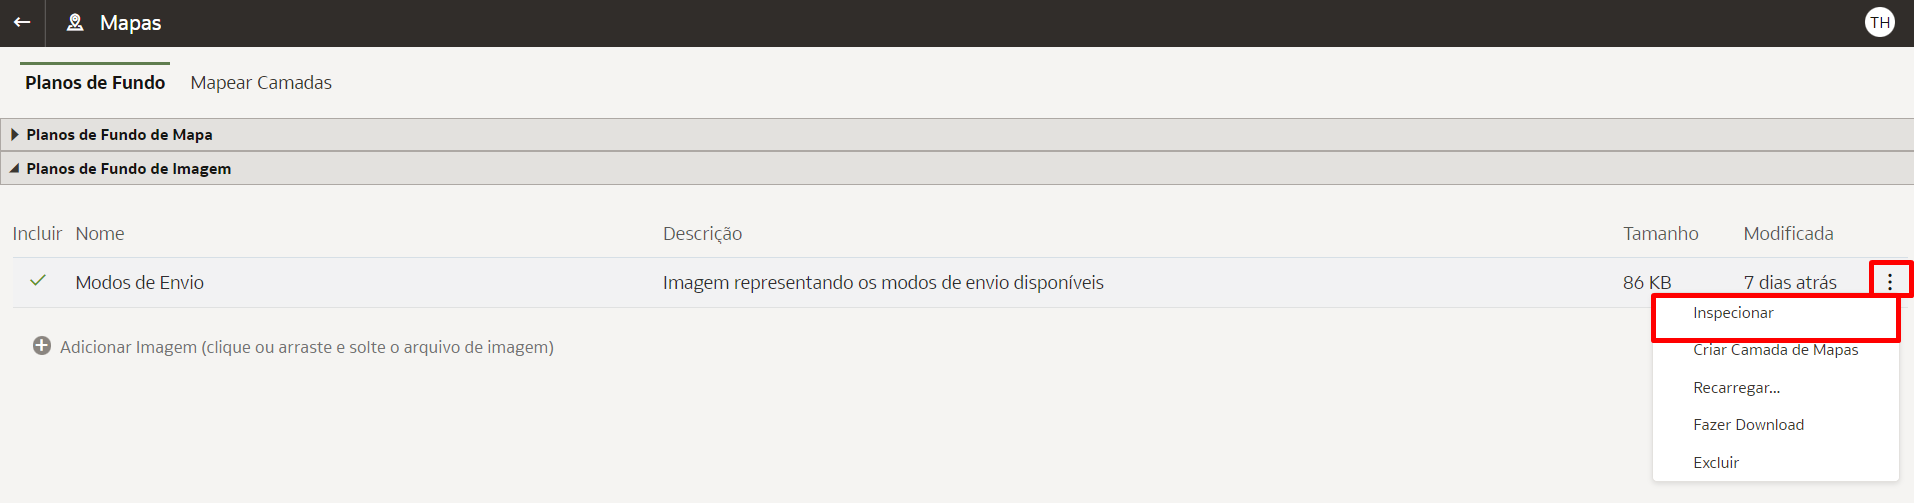 Mapas
TH
Planos de Fundo
Mapear Camadas
Planos de Fundo de Mapa
Planos de Fundo de Imagem
Incluir Nome Descrição Tamanho Modificada
Modos de Envio Imagem representando os modos de envio disponíveis 86 KB 7 dias atrás
Inspecionar
Adicionar Imagem (clique ou arraste e solte o arquivo de imagem)
Criar Camada de Mapas
Recarregar...
Fazer Download
Excluir